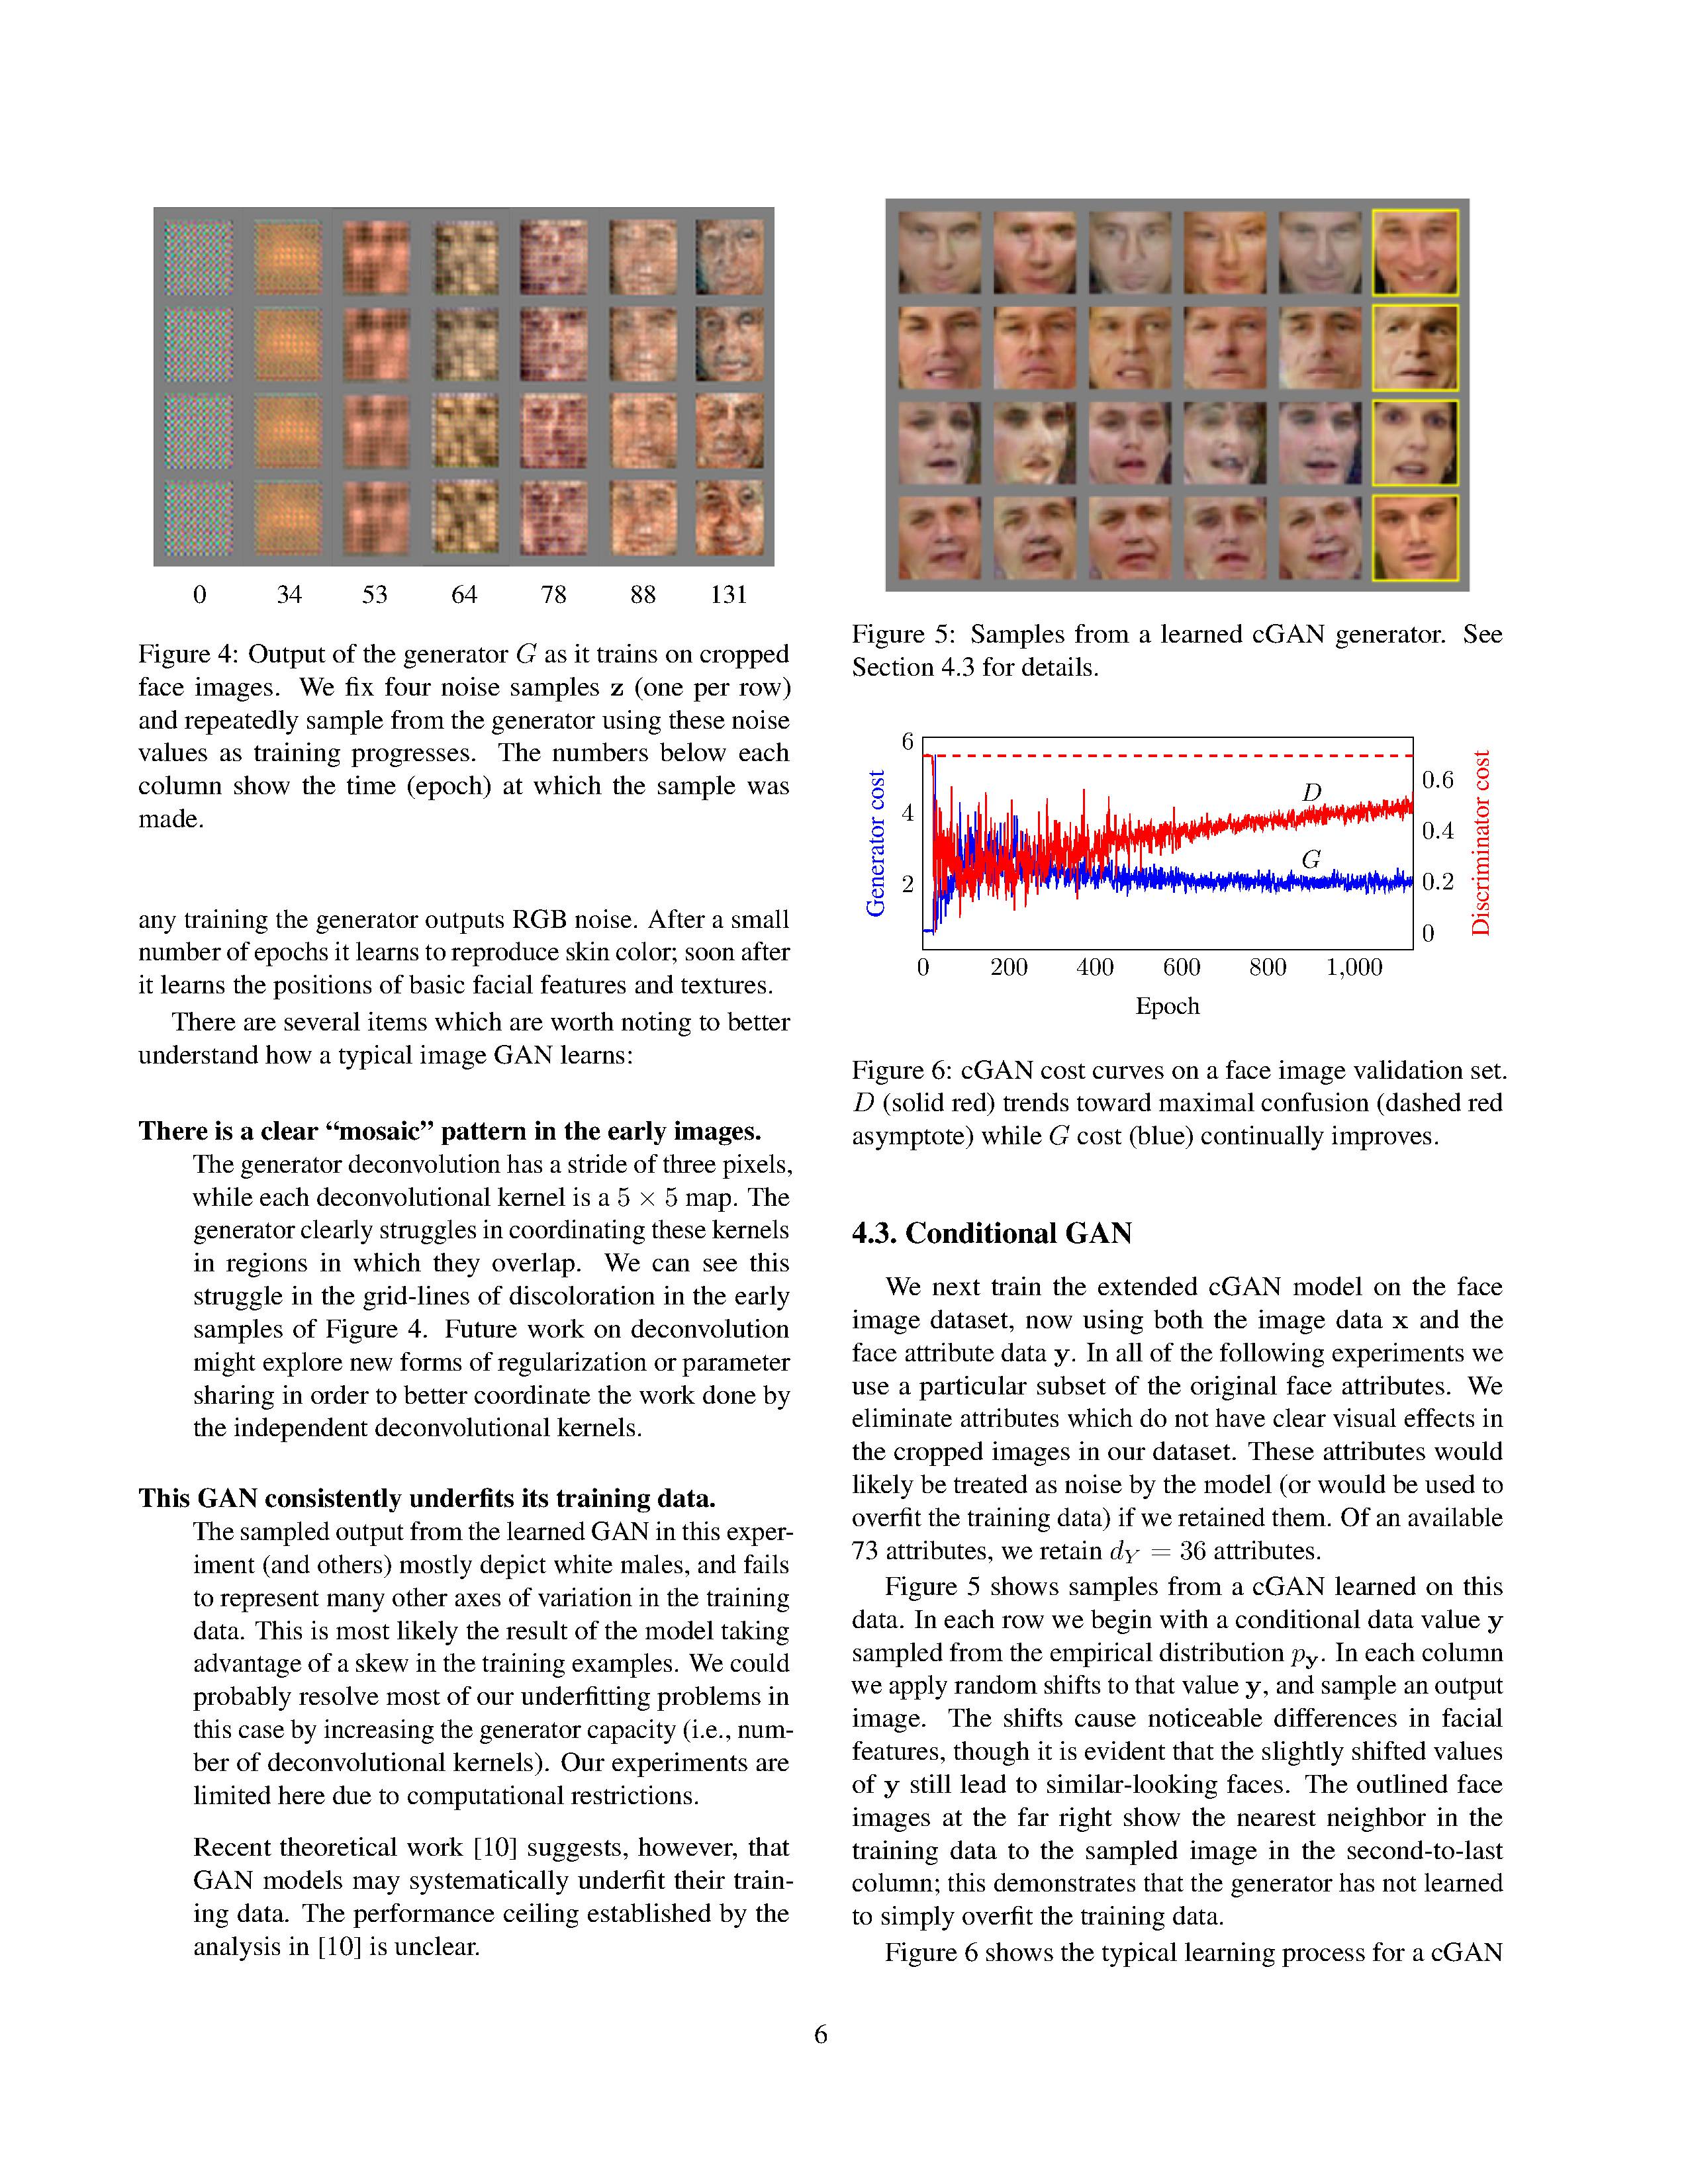 0 34 53 64 78 88 131
Figure 4: Output of the generator G as it trains on cropped
face images. We fix four noise samples z (one per row)
and repeatedly sample from the generator using these noise
values as training progresses. The numbers below each
column show the time (epoch) at which the sample was
made.
any training the generator outputs RGB noise. After a small
number of epochs it learns to reproduce skin color; soon after
it learns the positions of basic facial features and textures.
There are several items which are worth noting to better
understand how a typical image GAN learns:
There is a clear “mosaic” pattern in the early images.
The generator deconvolution has a stride of three pixels,
while each deconvolutional kernel is a 5 × 5 map. The
generator clearly struggles in coordinating these kernels
in regions in which they overlap. We can see this
struggle in the grid-lines of discoloration in the early
samples of Figure 4. Future work on deconvolution
might explore new forms of regularization or parameter
sharing in order to better coordinate the work done by
the independent deconvolutional kernels.
This GAN consistently underfits its training data.
The sampled output from the learned GAN in this exper-
iment (and others) mostly depict white males, and fails
to represent many other axes of variation in the training
data. This is most likely the result of the model taking
advantage of a skew in the training examples. We could
probably resolve most of our underfitting problems in
this case by increasing the generator capacity (i.e., num-
ber of deconvolutional kernels). Our experiments are
limited here due to computational restrictions.
Recent theoretical work [10] suggests, however, that
GAN models may systematically underfit their train-
ing data. The performance ceiling established by the
analysis in [10] is unclear.
Figure 5: Samples from a learned cGAN generator. See
Section 4.3 for details.
6
4
2
Generator cost
D
G
0.6
0.4
0.2
0
Discriminator cost
0 200 400 600 800 1,000
Epoch
Figure 6: cGAN cost curves on a face image validation set.
D (solid red) trends toward maximal confusion (dashed red
asymptote) while G cost (blue) continually improves.
4.3. Conditional GAN
We next train the extended cGAN model on the face
image dataset, now using both the image data x and the
face attribute data y. In all of the following experiments we
use a particular subset of the original face attributes. We
eliminate attributes which do not have clear visual effects in
the cropped images in our dataset. These attributes would
likely be treated as noise by the model (or would be used to
overfit the training data) if we retained them. Of an available
73 attributes, we retain d_Y = 36 attributes.
Figure 5 shows samples from a cGAN learned on this
data. In each row we begin with a conditional data value y
sampled from the empirical distribution p_y. In each column
we apply random shifts to that value y, and sample an output
image. The shifts cause noticeable differences in facial
features, though it is evident that the slightly shifted values
of y still lead to similar-looking faces. The outlined face
images at the far right show the nearest neighbor in the
training data to the sampled image in the second-to-last
column; this demonstrates that the generator has not learned
to simply overfit the training data.
Figure 6 shows the typical learning process for a cGAN
6